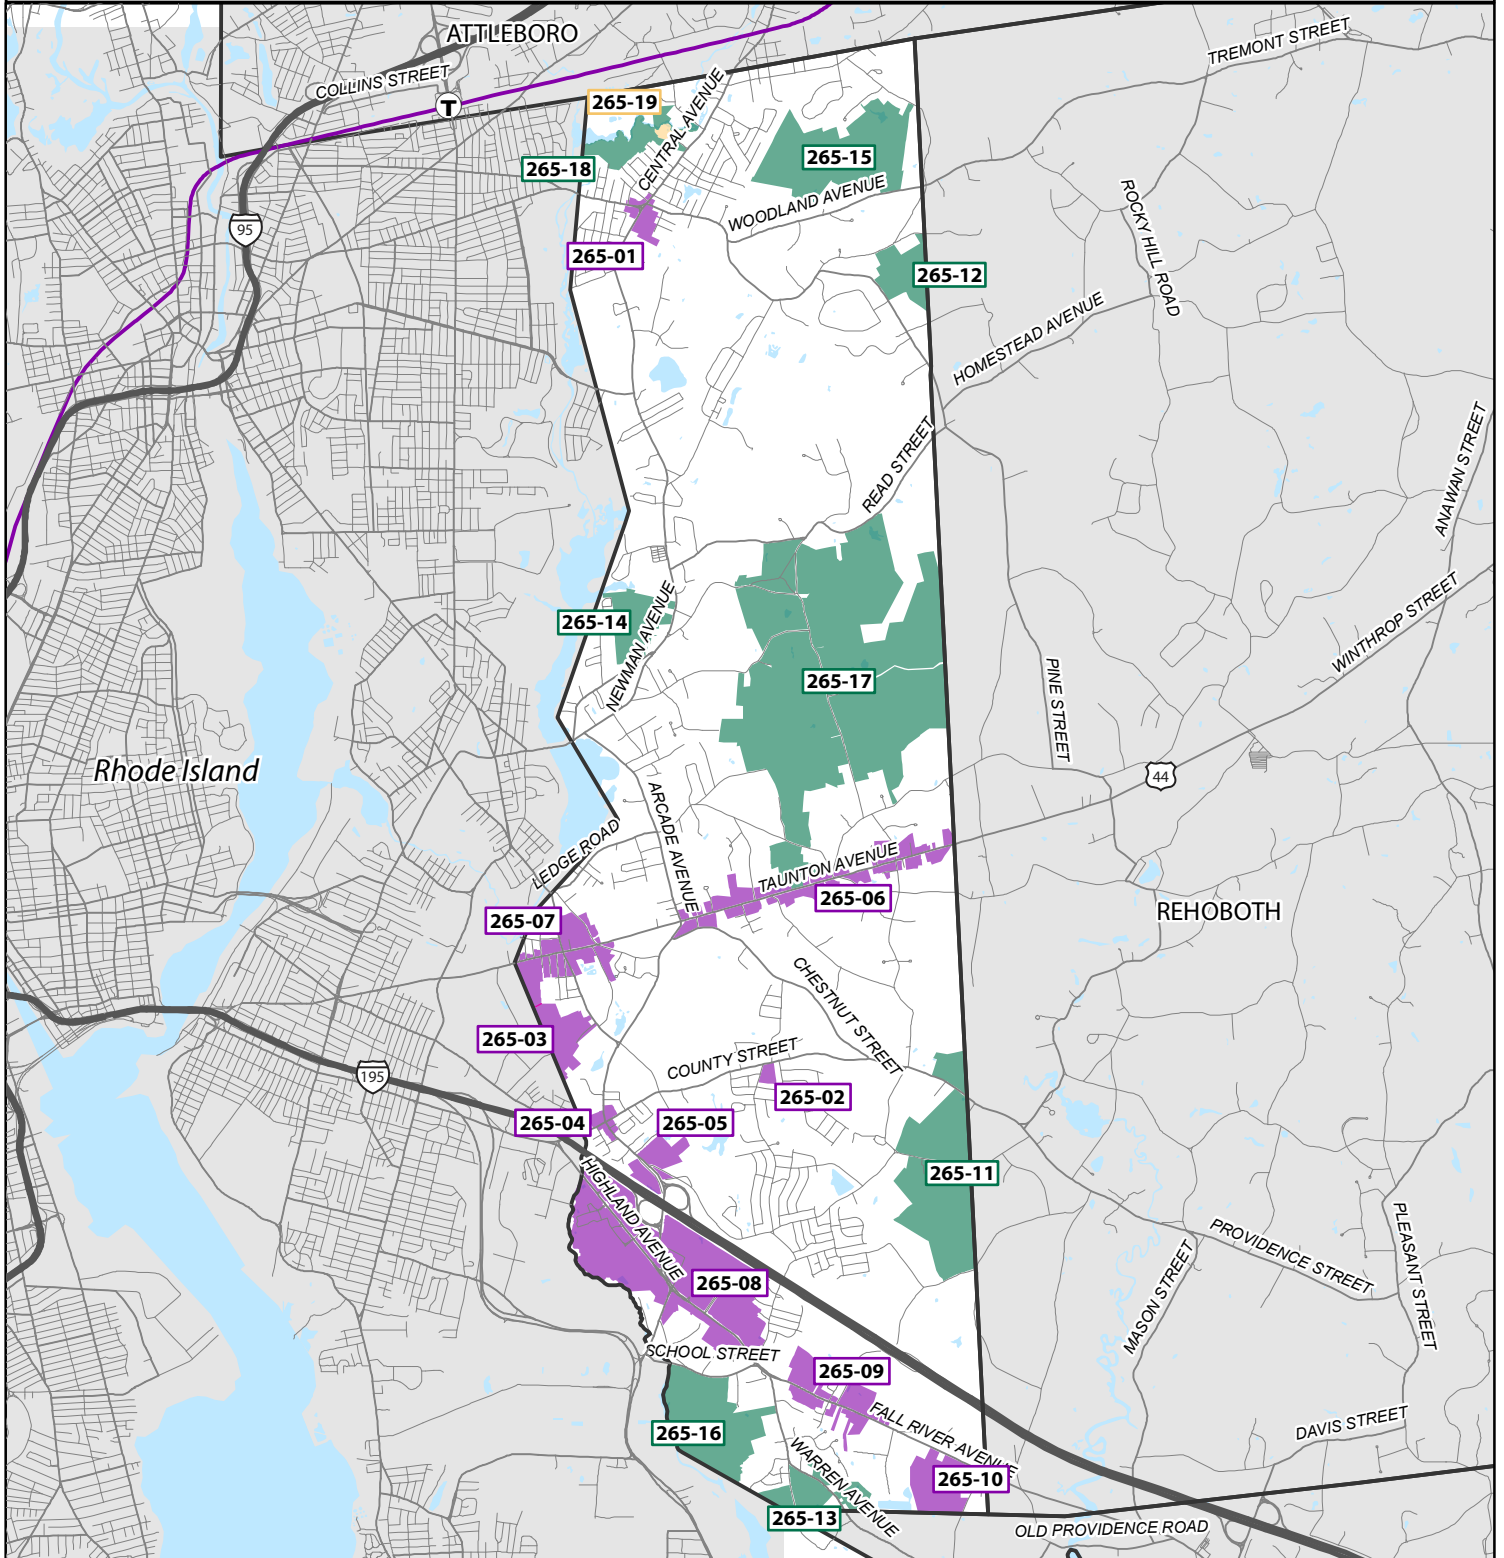 ATTLEBORO
TREMONT STREET
COLLINS STREET
T
265-19
CENTRAL AVENUE
265-18
265-15
WOODLAND AVENUE
ROCKY HILL ROAD
95
265-01
265-12
HOMESTEAD AVENUE
READ STREET
ANAWAN STREET
265-14
NEWMAN AVENUE
WINTHROP STREET
265-17
PINE STREET
Rhode Island
44
ARCADE AVENUE
LEDGE ROAD
TAUNTON AVENUE
265-06
265-07
REHOBOTH
CHESTNUT STREET
265-03
COUNTY STREET
195
265-02
265-04
265-05
265-11
HIGHLAND AVENUE
PLEASANT STREET
PROVIDENCE STREET
MASON STREET
265-08
SCHOOL STREET
265-09
FALL RIVER AVENUE
DAVIS STREET
265-16
WARREN AVENUE
265-10
265-13
OLD PROVIDENCE ROAD